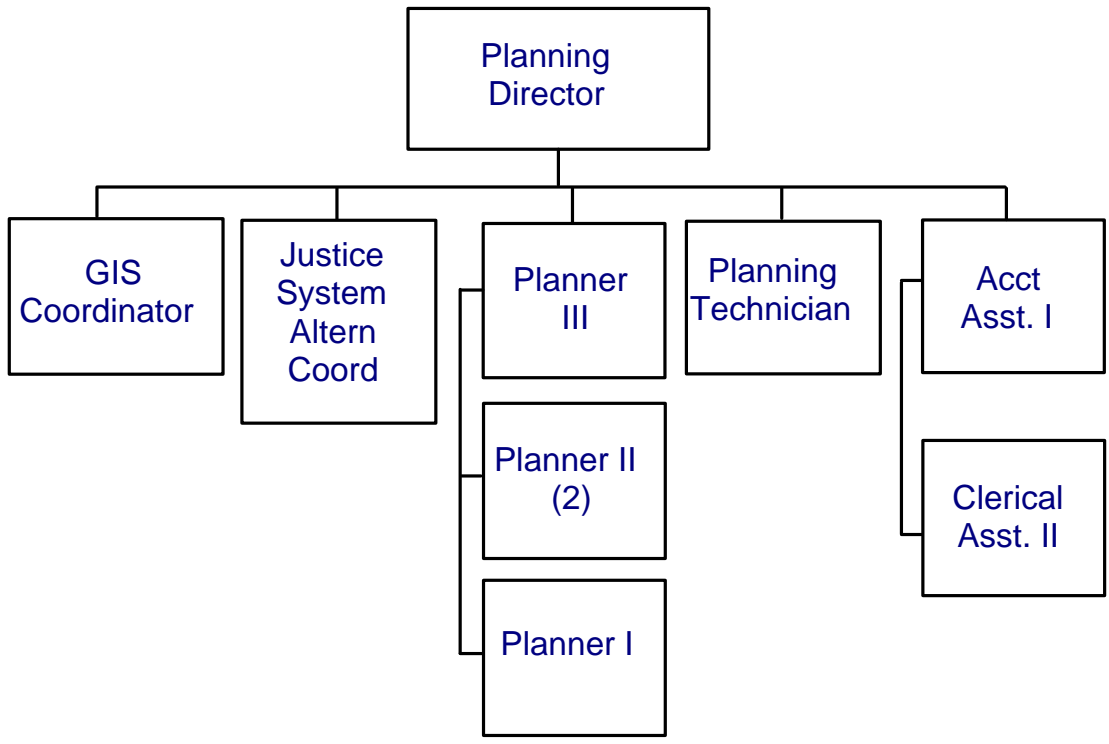 Planning
Director
GIS
Coordinator
Justice
System
Altern
Coord
Planner
III
Planning
Technician
Acct
Asst. I
Planner II
(2)
Clerical
Asst. II
Planner I